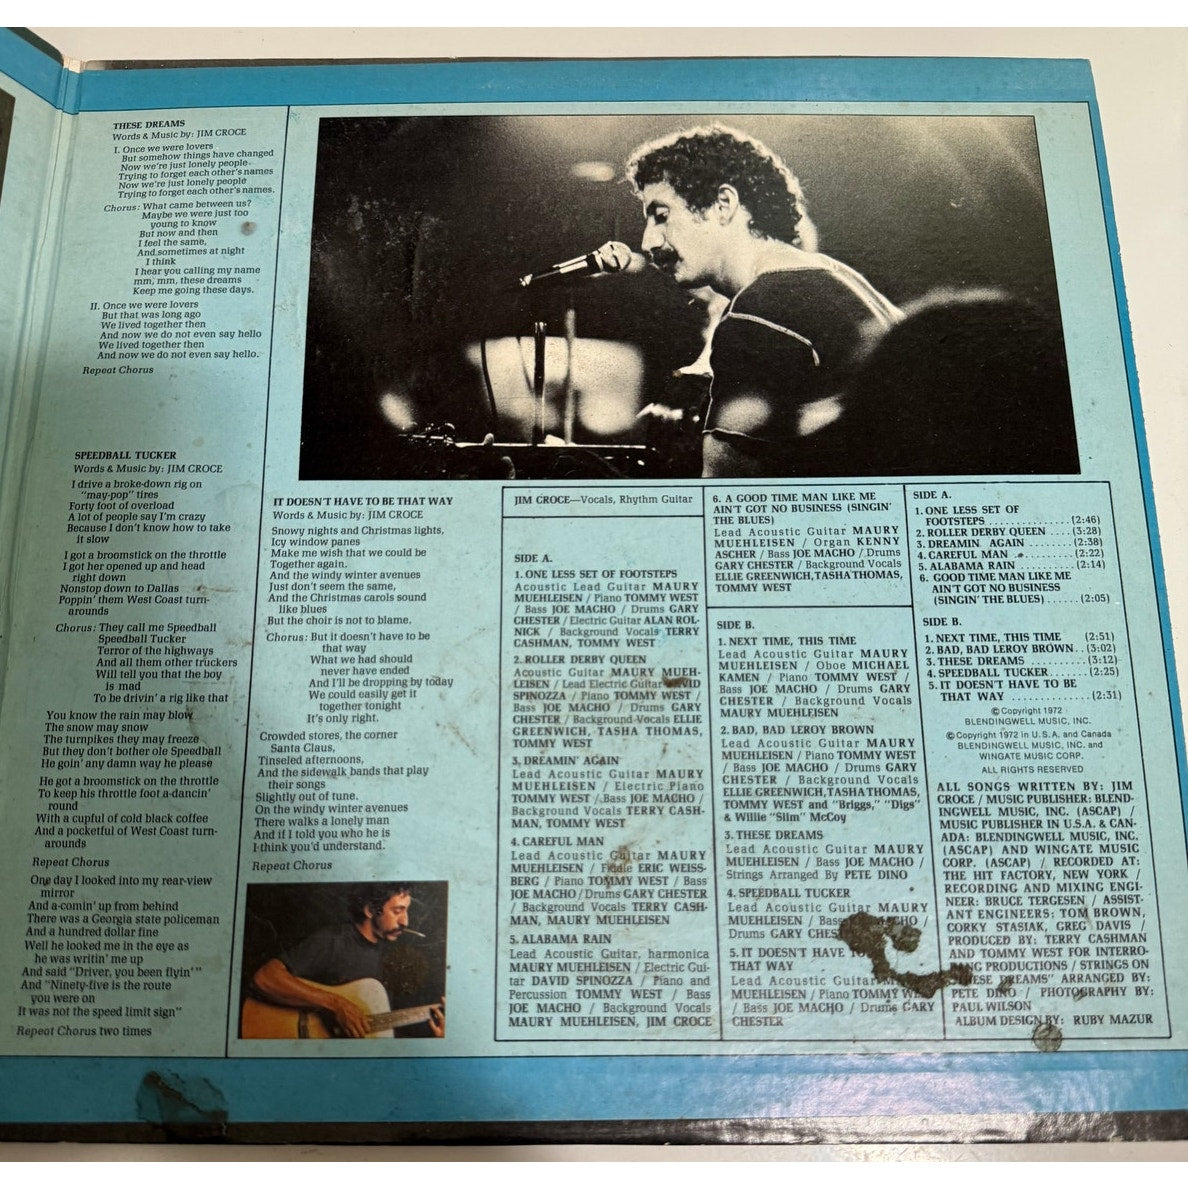 THESE DREAMS
Words & Music by: JIM CROCE
I. Once we were lovers
But somehow things have changed
Now we're just lonely people
Trying to forget each other's names
Now we're just lonely people
Trying to forget each other's names.
Chorus: What came between us?
Maybe we were just too
young to know
But now and then
I feel the same,
And sometimes at night
I think
I hear you calling my name
mm, mm, these dreams
Keep me going these days.
II. Once we were lovers
But that was long ago
We lived together then
And now we do not even say hello
We lived together then
And now we do not even say hello.
Repeat Chorus
SPEEDBALL TUCKER
Words & Music by: JIM CROCE
I drive a broke-down rig on
"may-pop" tires
Forty foot of overload
A lot of people say I'm crazy
Because I don't know how to take
it slow
I got a broomstick on the throttle
I got her opened up and head
right down
Nonstop down to Dallas
Poppin' them West Coast turn-
arounds
Chorus: They call me Speedball
Speedball Tucker
Terror of the highways
And all them other truckers
Will tell you that the boy
is mad
To be drivin' a rig like that
You know the rain may blow
The snow may snow
The turnpikes they may freeze
But they don't bother ole Speedball
He goin' any damn way he please
He got a broomstick on the throttle
To keep his throttle foot a-dancin'
round
With a cupful of cold black coffee
And a pocketful of West Coast turn-
arounds
Repeat Chorus
One day I looked into my rear-view
mirror
And a-comin' up from behind
There was a Georgia state policeman
And a hundred dollar fine
Well he looked me in the eye as
he was writin' me up
And said "Driver, you been flyin'"
And "Ninety-five is the route
you were on
It was not the speed limit sign"
Repeat Chorus two times
IT DOESN'T HAVE TO BE THAT WAY
Words & Music by: JIM CROCE
Snowy nights and Christmas lights,
Icy window panes
Make me wish that we could be
Together again.
And the windy winter avenues
Just don't seem the same,
And the Christmas carols sound
like blues
But the choir is not to blame.
Chorus: But it doesn't have to be
that way
What we had should
never have ended
And I'll be dropping by today
We could easily get it
together tonight
It's only right.
Crowded stores, the corner
Santa Claus,
Tinseled afternoons,
And the sidewalk bands that play
their songs
Slightly out of tune.
On the windy winter avenues
There walks a lonely man
And if I told you who he is
I think you'd understand.
Repeat Chorus
JIM CROCE—Vocals, Rhythm Guitar
SIDE A.
1. ONE LESS SET OF FOOTSTEPS
Acoustic Lead Guitar MAURY
MUEHLEISEN / Piano TOMMY WEST
/ Bass JOE MACHO / Drums GARY
CHESTER / Electric Guitar ALAN ROL-
NICK / Background Vocals TERRY
CASHMAN, TOMMY WEST
2. ROLLER DERBY QUEEN
Acoustic Guitar MAURY MUEH-
LEISEN / Lead Electric Guitar DAVID
SPINOZZA / Piano TOMMY WEST /
Bass JOE MACHO / Drums GARY
CHESTER / Background Vocals ELLIE
GREENWICH, TASHA THOMAS,
TOMMY WEST
3. DREAMIN' AGAIN
Lead Acoustic Guitar MAURY
MUEHLEISEN / Electric Piano
TOMMY WEST / Bass JOE MACHO /
Background Vocals TERRY CASH-
MAN, TOMMY WEST
4. CAREFUL MAN
Lead Acoustic Guitar MAURY
MUEHLEISEN / Fiddle ERIC WEISS-
BERG / Piano TOMMY WEST / Bass
JOE MACHO / Drums GARY CHESTER
/ Background Vocals TERRY CASH-
MAN, MAURY MUEHLEISEN
5. ALABAMA RAIN
Lead Acoustic Guitar, harmonica
MAURY MUEHLEISEN / Electric Gui-
tar DAVID SPINOZZA / Piano and
Percussion TOMMY WEST / Bass
JOE MACHO / Background Vocals
MAURY MUEHLEISEN, JIM CROCE
6. A GOOD TIME MAN LIKE ME
AIN'T GOT NO BUSINESS (SINGIN'
THE BLUES)
Lead Acoustic Guitar MAURY
MUEHLEISEN / Organ KENNY
ASCHER / Bass JOE MACHO / Drums
GARY CHESTER / Background Vocals
ELLIE GREENWICH, TASHA THOMAS,
TOMMY WEST
SIDE B.
1. NEXT TIME, THIS TIME
Lead Acoustic Guitar MAURY
MUEHLEISEN / Oboe MICHAEL
KAMEN / Piano TOMMY WEST /
Bass JOE MACHO / Drums GARY
CHESTER / Background Vocals
MAURY MUEHLEISEN
2. BAD, BAD LEROY BROWN
Lead Acoustic Guitar MAURY
MUEHLEISEN / Piano TOMMY WEST
/ Bass JOE MACHO / Drums GARY
CHESTER / Background Vocals
ELLIE GREENWICH, TASHA THOMAS,
TOMMY WEST and "Briggs," "Digs"
& Willie "Slim" McCoy
3. THESE DREAMS
Lead Acoustic Guitar MAURY
MUEHLEISEN / Bass JOE MACHO /
Strings Arranged By PETE DINO
4. SPEEDBALL TUCKER
Lead Acoustic Guitar MAURY
MUEHLEISEN / Bass MACHO /
Drums GARY CHES
5. IT DOESN'T HAVE TO
THAT WAY
Lead Acoustic Guitar
MUEHLEISEN / Piano TOMMY WEST
/ Bass JOE MACHO / Drums GARY
CHESTER
SIDE A.
1. ONE LESS SET OF
FOOTSTEPS (2:46)
2. ROLLER DERBY QUEEN (3:28)
3. DREAMIN AGAIN (2:38)
4. CAREFUL MAN (2:22)
5. ALABAMA RAIN (2:14)
6. GOOD TIME MAN LIKE ME
AIN'T GOT NO BUSINESS
(SINGIN' THE BLUES) (2:05)
SIDE B.
1. NEXT TIME, THIS TIME (2:51)
2. BAD, BAD LEROY BROWN (3:02)
3. THESE DREAMS (3:12)
4. SPEEDBALL TUCKER (2:25)
5. IT DOESN'T HAVE TO BE
THAT WAY (2:31)
© Copyright 1972
BLENDINGWELL MUSIC, INC.
© Copyright 1972 in U.S.A. and Canada
BLENDINGWELL MUSIC, INC. and
WINGATE MUSIC CORP.
ALL RIGHTS RESERVED
ALL SONGS WRITTEN BY: JIM
CROCE / MUSIC PUBLISHER: BLEND-
INGWELL MUSIC, INC. (ASCAP) /
MUSIC PUBLISHER IN U.S.A. & CAN-
ADA: BLENDINGWELL MUSIC, INC.
(ASCAP) AND WINGATE MUSIC
CORP. (ASCAP) / RECORDED AT:
THE HIT FACTORY, NEW YORK /
RECORDING AND MIXING ENGI-
NEER: BRUCE TERGESEN / ASSIST-
ANT ENGINEERS: TOM BROWN,
CORKY STASIAK, GREG DAVIS /
PRODUCED BY: TERRY CASHMAN
AND TOMMY WEST FOR INTERRO-
BANG PRODUCTIONS / STRINGS ON
"THESE DREAMS" ARRANGED BY:
PETE DINO / PHOTOGRAPHY BY:
PAUL WILSON
ALBUM DESIGN BY: RUBY MAZUR